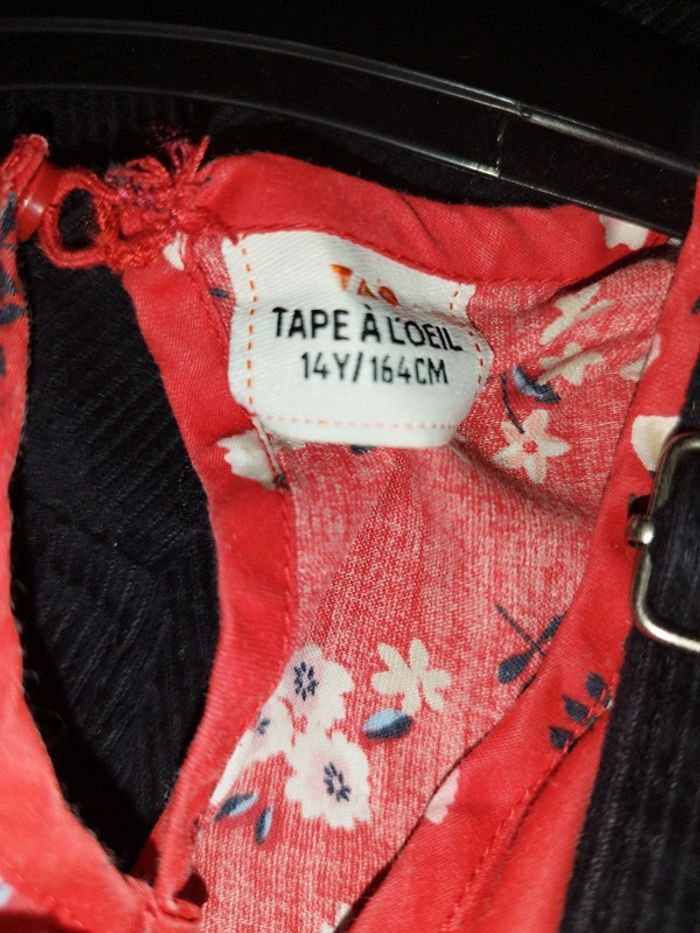 TAO
TAPE À L'OEIL
14Y/164CM